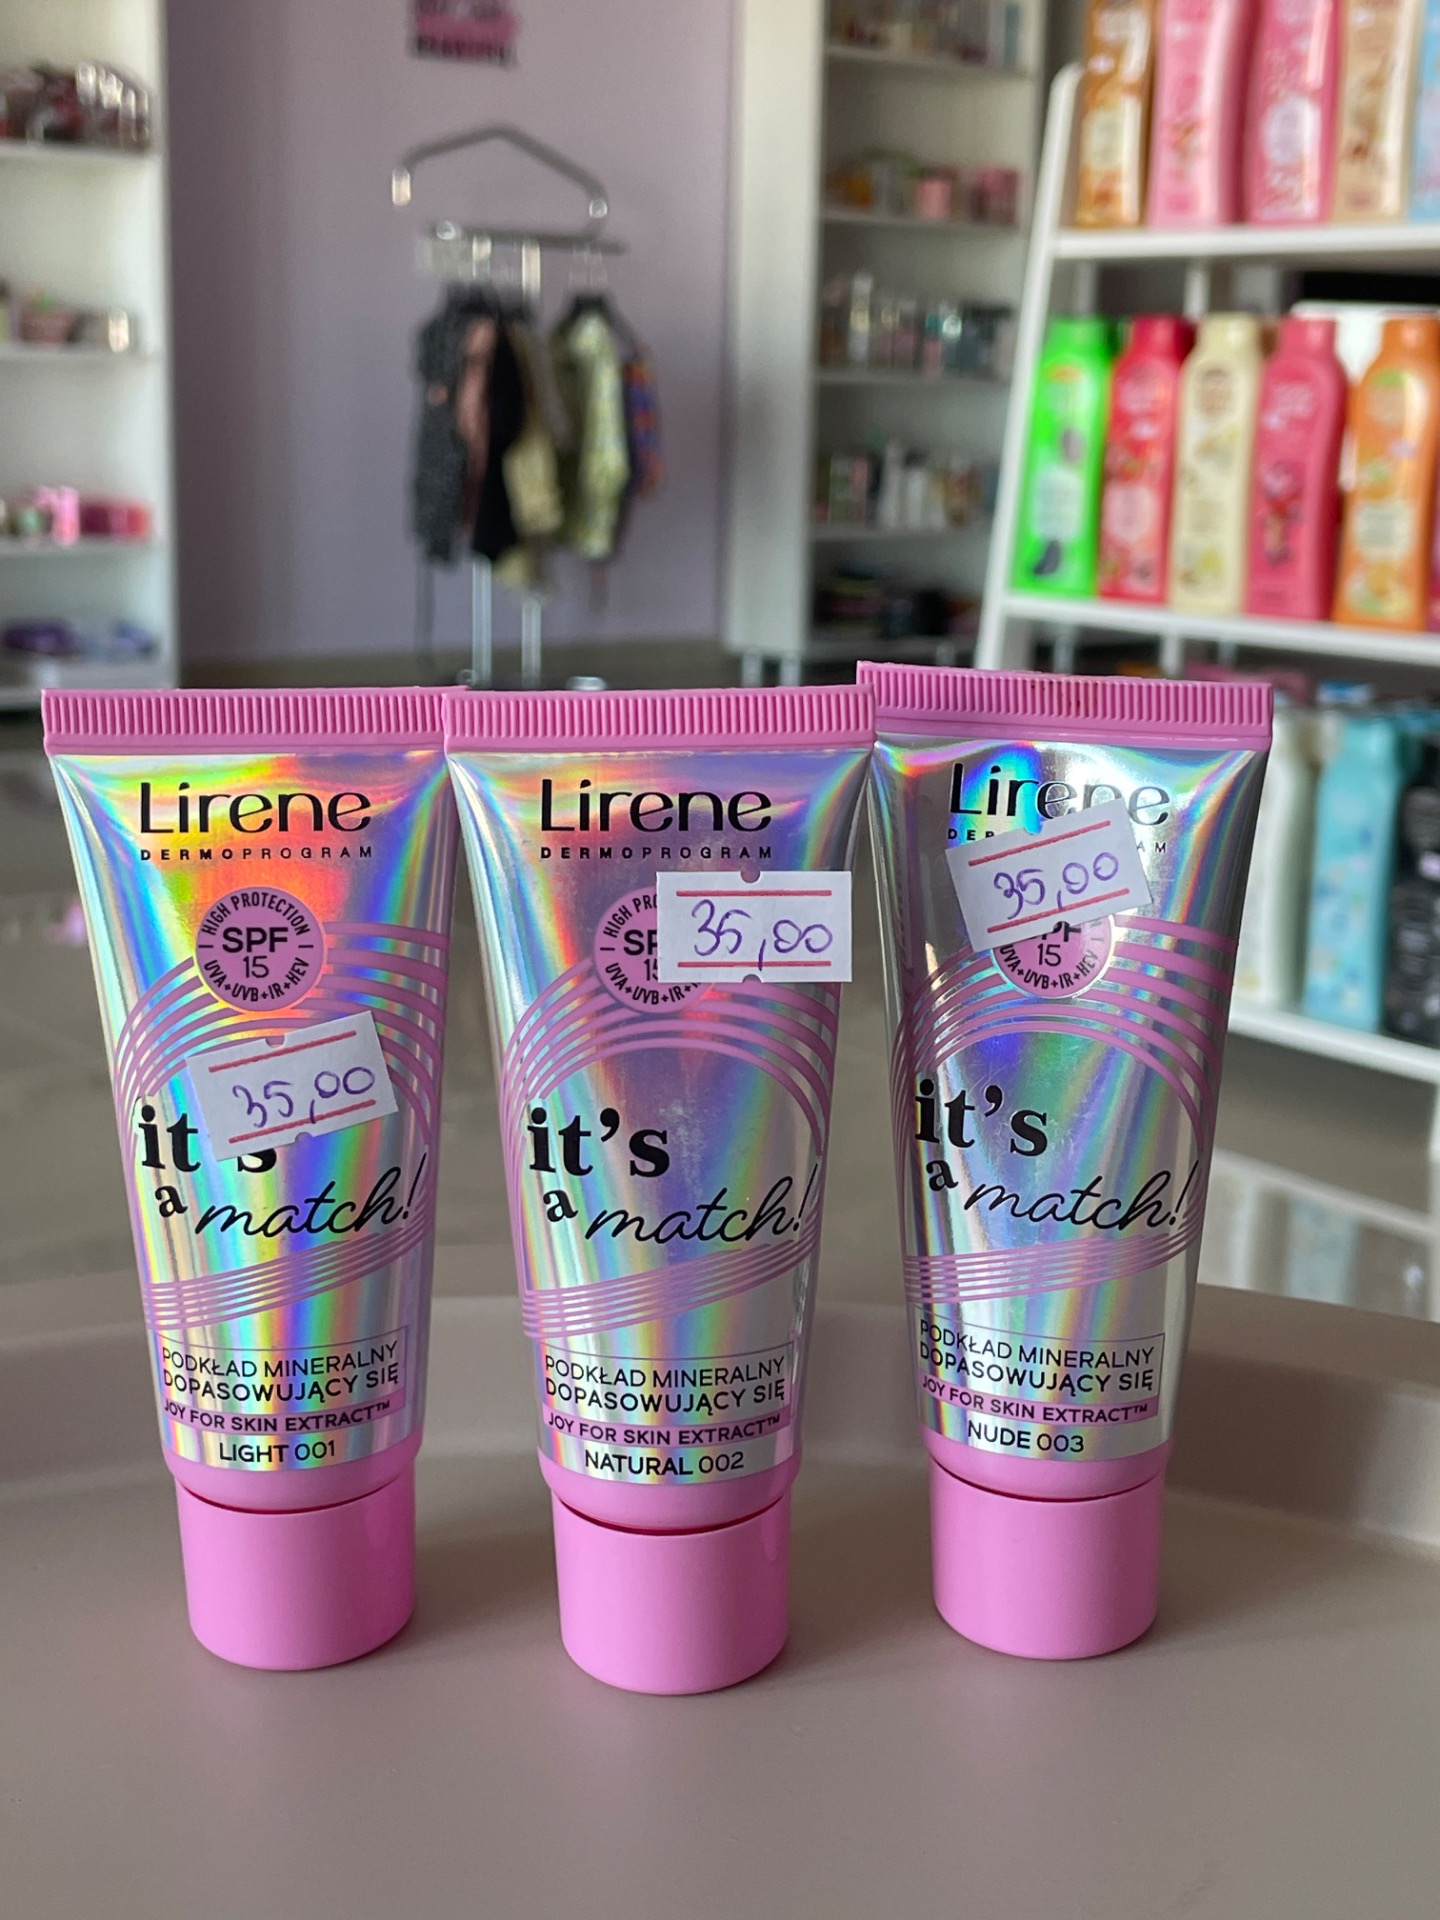 Lirene
DERMOPROGRAM
HIGH PROTECTION
SPF
15
UVA+UVB+IR+HEV
35,00
it's
a match!
PODKŁAD MINERALNY
DOPASOWUJĄCY SIĘ
JOY FOR SKIN EXTRACT™
LIGHT 001
Lirene
DERMOPROGRAM
35,00
15
it's
a match!
PODKŁAD MINERALNY
DOPASOWUJĄCY SIĘ
JOY FOR SKIN EXTRACT™
NATURAL 002
Lirene
35,00
15
UVA+UVB+IR+HEV
it's
a match!
PODKŁAD MINERALNY
DOPASOWUJĄCY SIĘ
JOY FOR SKIN EXTRACT™
NUDE 003